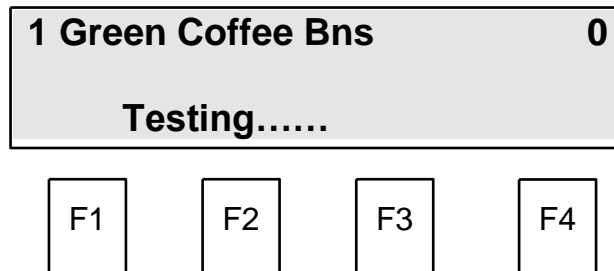 1 Green Coffee Bns 0
Testing......
F1 F2 F3 F4